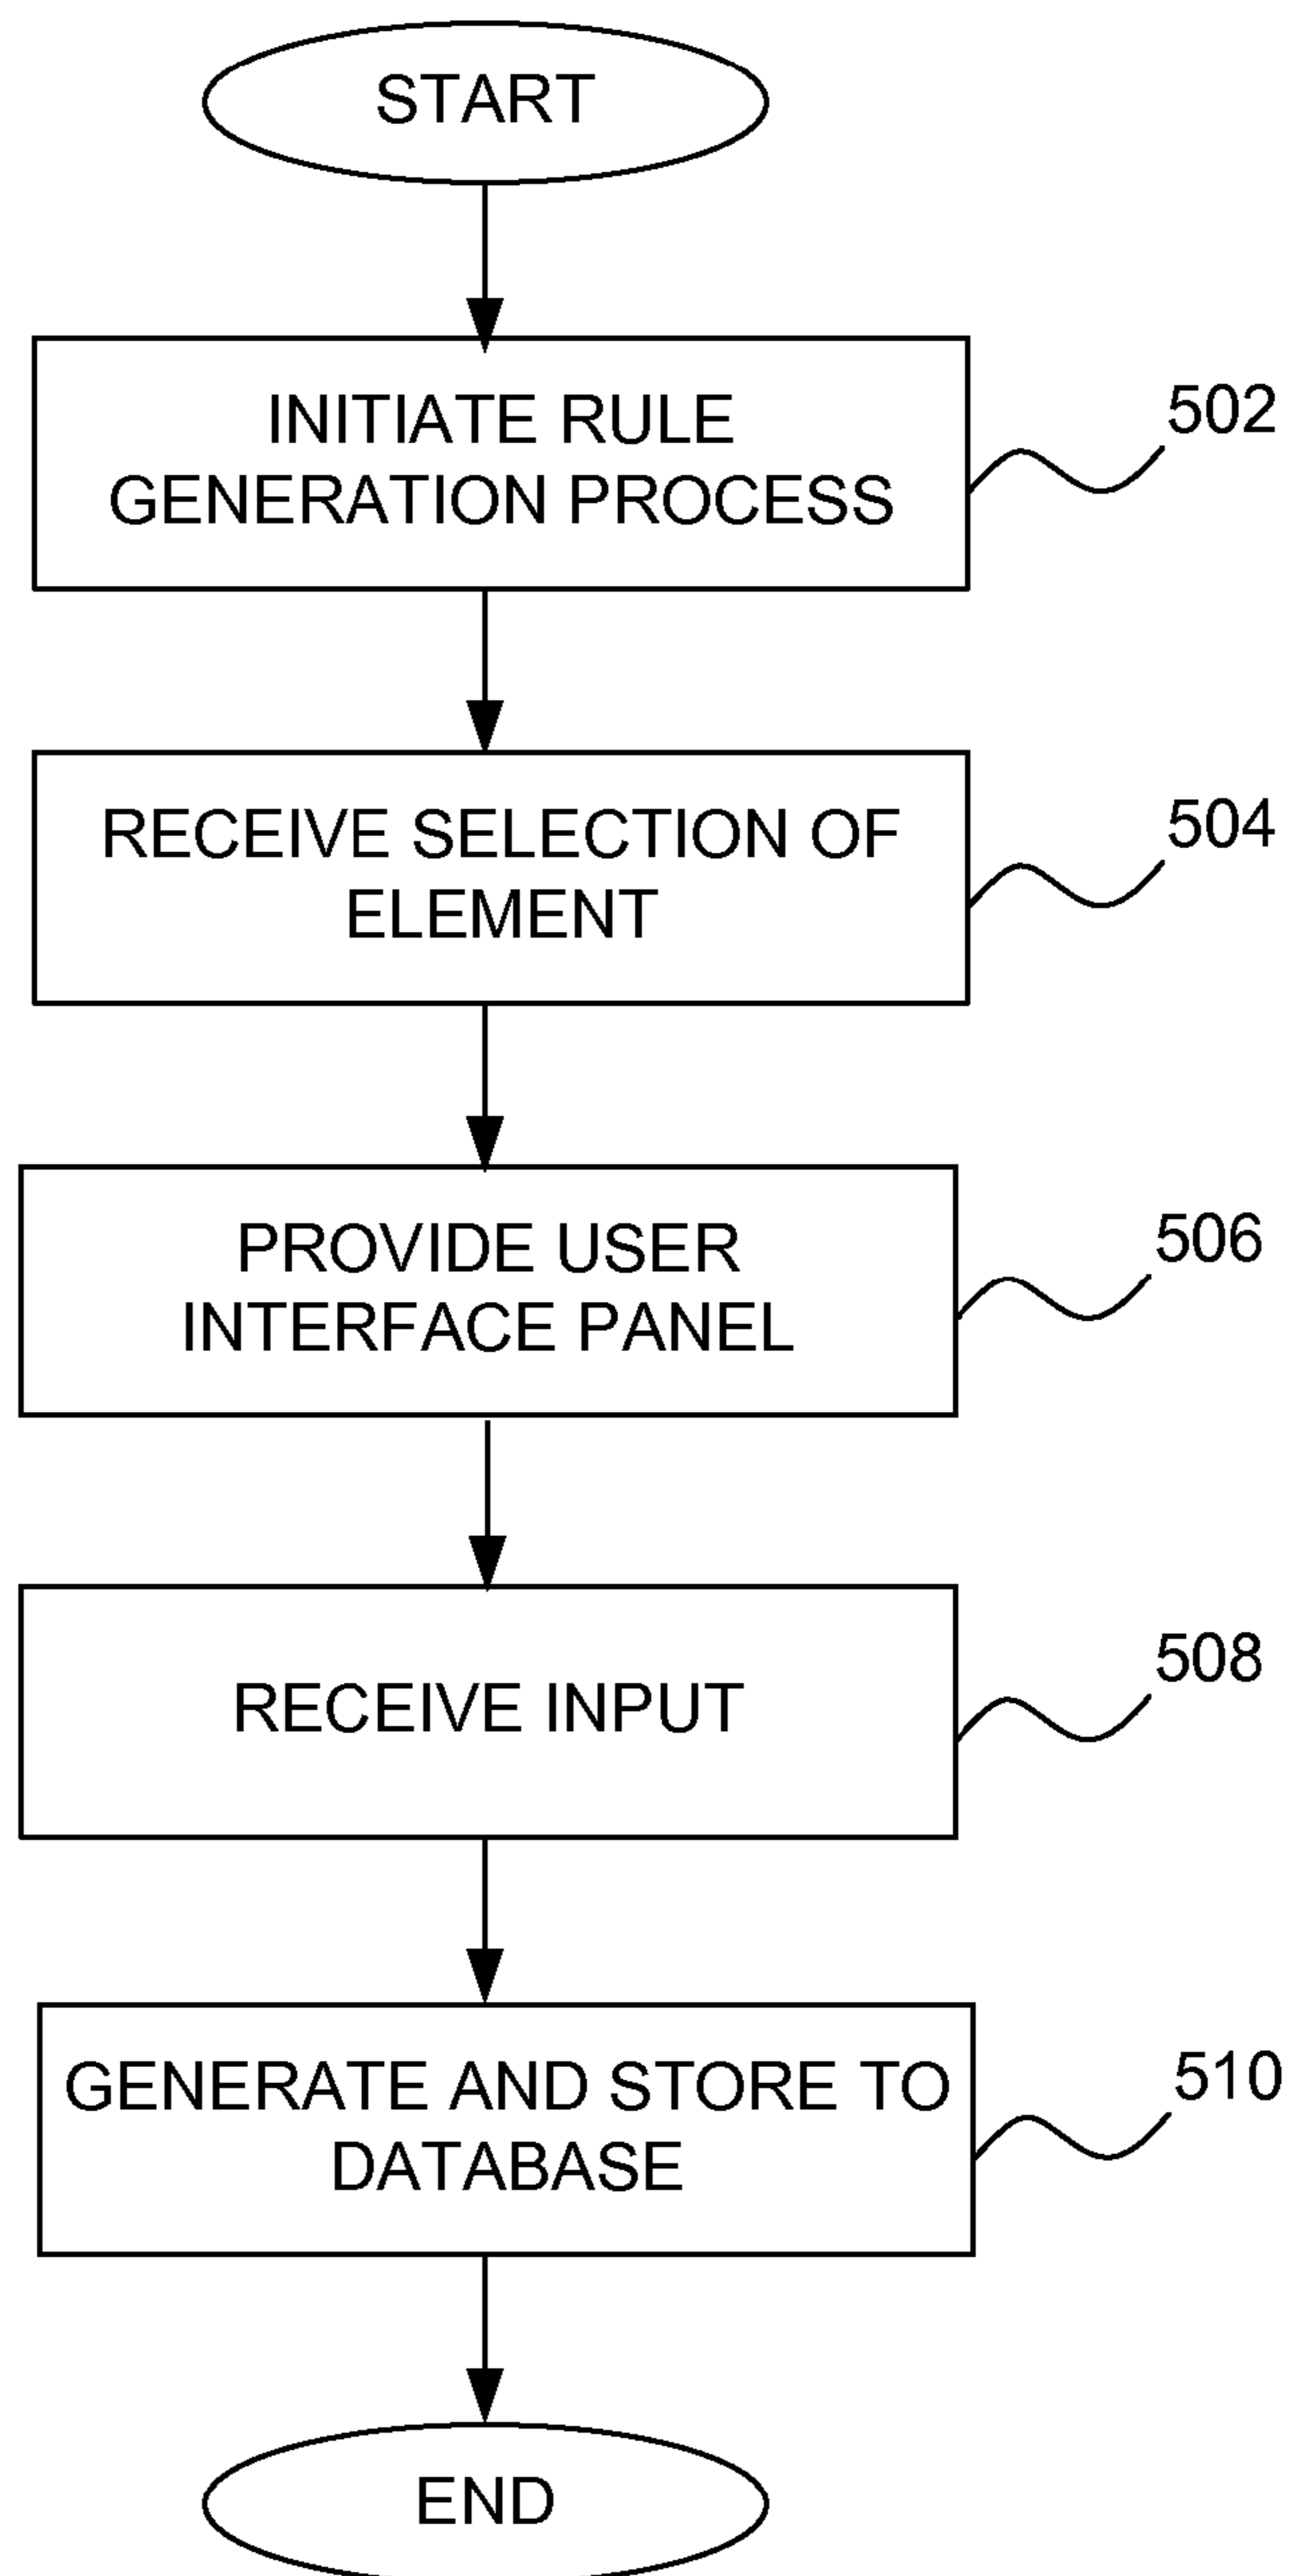 START
INITIATE RULE
GENERATION PROCESS
502
RECEIVE SELECTION OF
ELEMENT
504
PROVIDE USER
INTERFACE PANEL
506
RECEIVE INPUT
508
GENERATE AND STORE TO
DATABASE
510
END